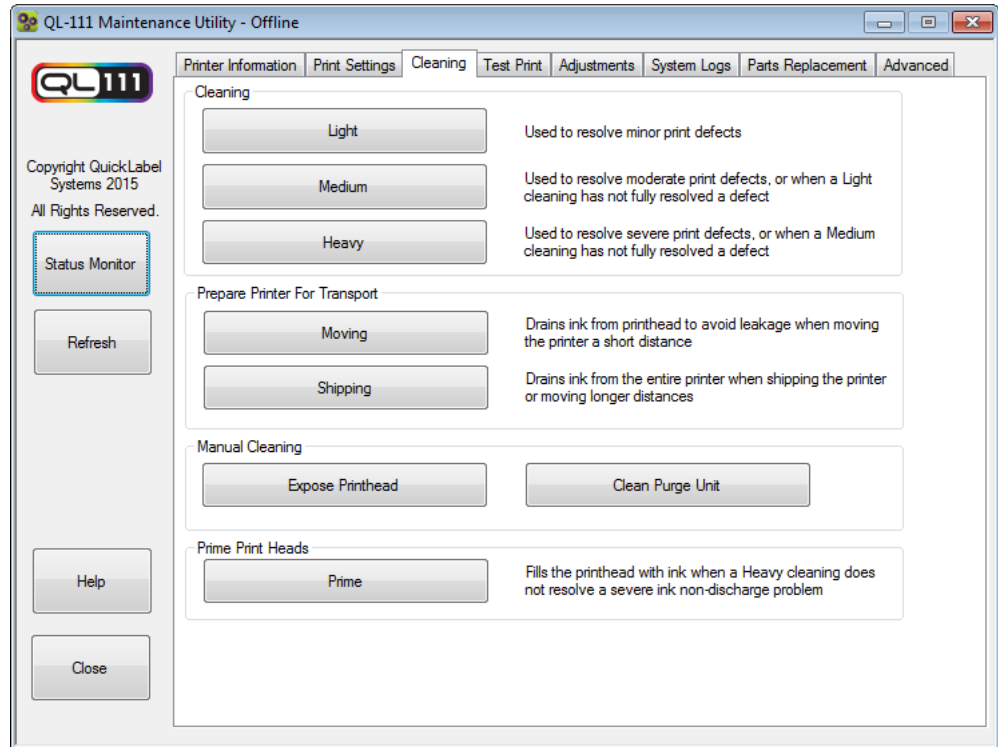 QL-111 Maintenance Utility - Offline
QL111
Copyright QuickLabel
Systems 2015
All Rights Reserved.
Status Monitor
Refresh
Help
Close
Printer Information Print Settings Cleaning Test Print Adjustments System Logs Parts Replacement Advanced
Cleaning
Light
Used to resolve minor print defects
Medium
Used to resolve moderate print defects, or when a Light
cleaning has not fully resolved a defect
Heavy
Used to resolve severe print defects, or when a Medium
cleaning has not fully resolved a defect
Prepare Printer For Transport
Moving
Drains ink from printhead to avoid leakage when moving
the printer a short distance
Shipping
Drains ink from the entire printer when shipping the printer
or moving longer distances
Manual Cleaning
Expose Printhead
Clean Purge Unit
Prime Print Heads
Prime
Fills the printhead with ink when a Heavy cleaning does
not resolve a severe ink non-discharge problem